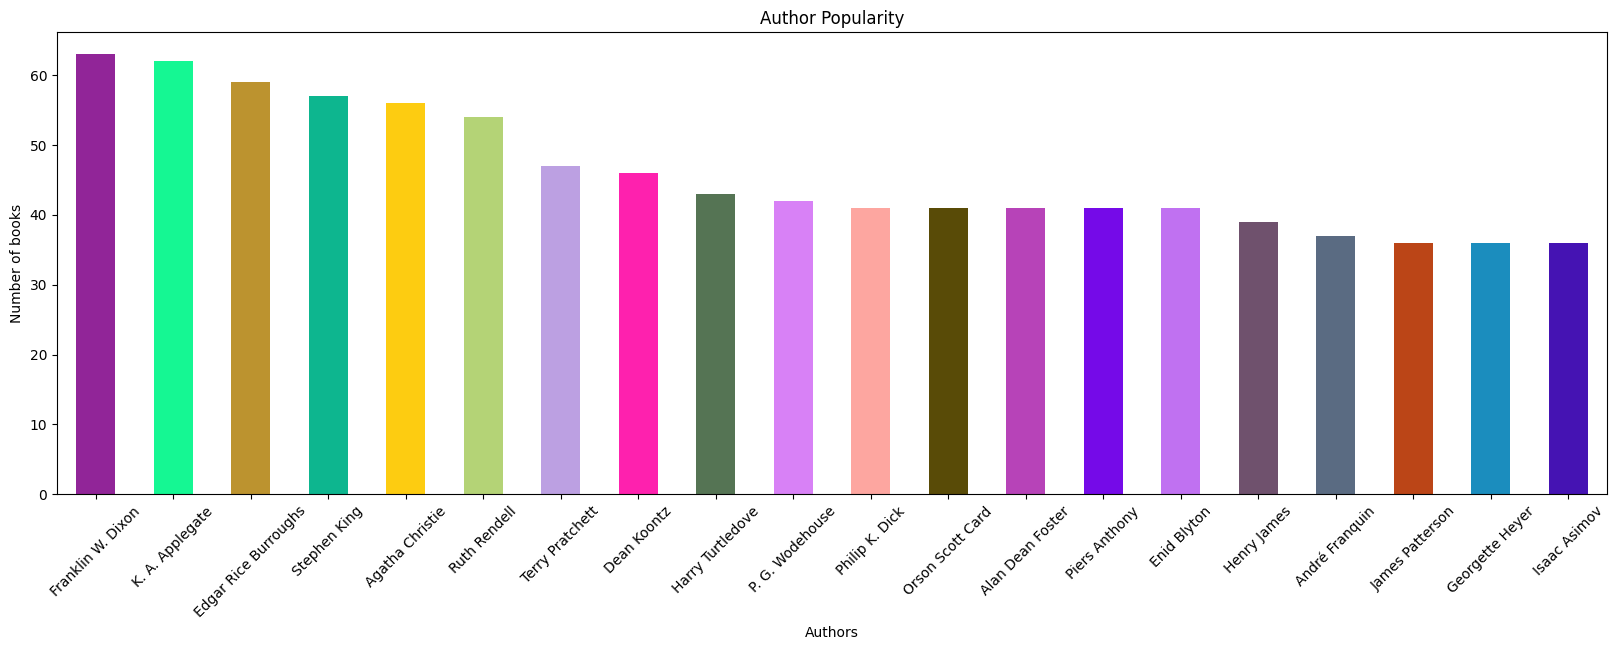 Author Popularity
Number of books
60
50
40
30
20
10
0
Franklin W. Dixon
K. A. Applegate
Edgar Rice Burroughs
Stephen King
Agatha Christie
Ruth Rendell
Terry Pratchett
Dean Koontz
Harry Turtledove
P. G. Wodehouse
Philip K. Dick
Orson Scott Card
Alan Dean Foster
Piers Anthony
Enid Blyton
Henry James
André Franquin
James Patterson
Georgette Heyer
Isaac Asimov
Authors